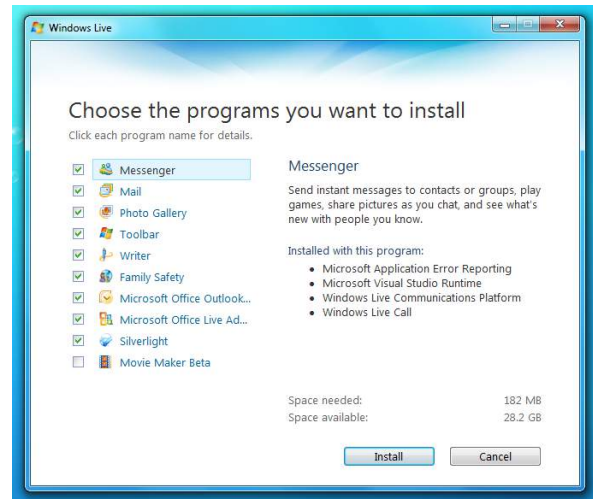 Windows Live
Choose the programs you want to install
Click each program name for details.
Messenger
Mail
Photo Gallery
Toolbar
Writer
Family Safety
Microsoft Office Outlook...
Microsoft Office Live Ad...
Silverlight
Movie Maker Beta
Messenger
Send instant messages to contacts or groups, play
games, share pictures as you chat, and see what's
new with people you know.
Installed with this program:
• Microsoft Application Error Reporting
• Microsoft Visual Studio Runtime
• Windows Live Communications Platform
• Windows Live Call
Space needed: 182 MB
Space available: 28.2 GB
Install Cancel